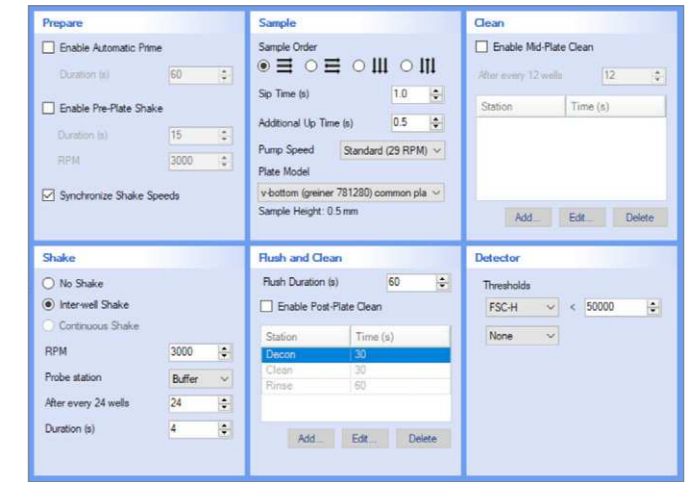 Prepare
Enable Automatic Prime
Duration (s) 60
Enable Pre-Plate Shake
Duration (s) 15
RPM 3000
Synchronize Shake Speeds
Sample
Sample Order
Sip Time (s) 1.0
Additional Up Time (s) 0.5
Pump Speed Standard (29 RPM)
Plate Model
v-bottom (greiner 781280) common pla
Sample Height: 0.5 mm
Clean
Enable Mid-Plate Clean
After every 12 wells 12
Station Time (s)
Add... Edit... Delete
Shake
No Shake
Inter-well Shake
Continuous Shake
RPM 3000
Probe station Buffer
After every 24 wells 24
Duration (s) 4
Flush and Clean
Flush Duration (s) 60
Enable Post-Plate Clean
Station Time (s)
Decon 30
Clean 30
Rinse 60
Add... Edit... Delete
Detector
Thresholds
FSC-H < 50000
None